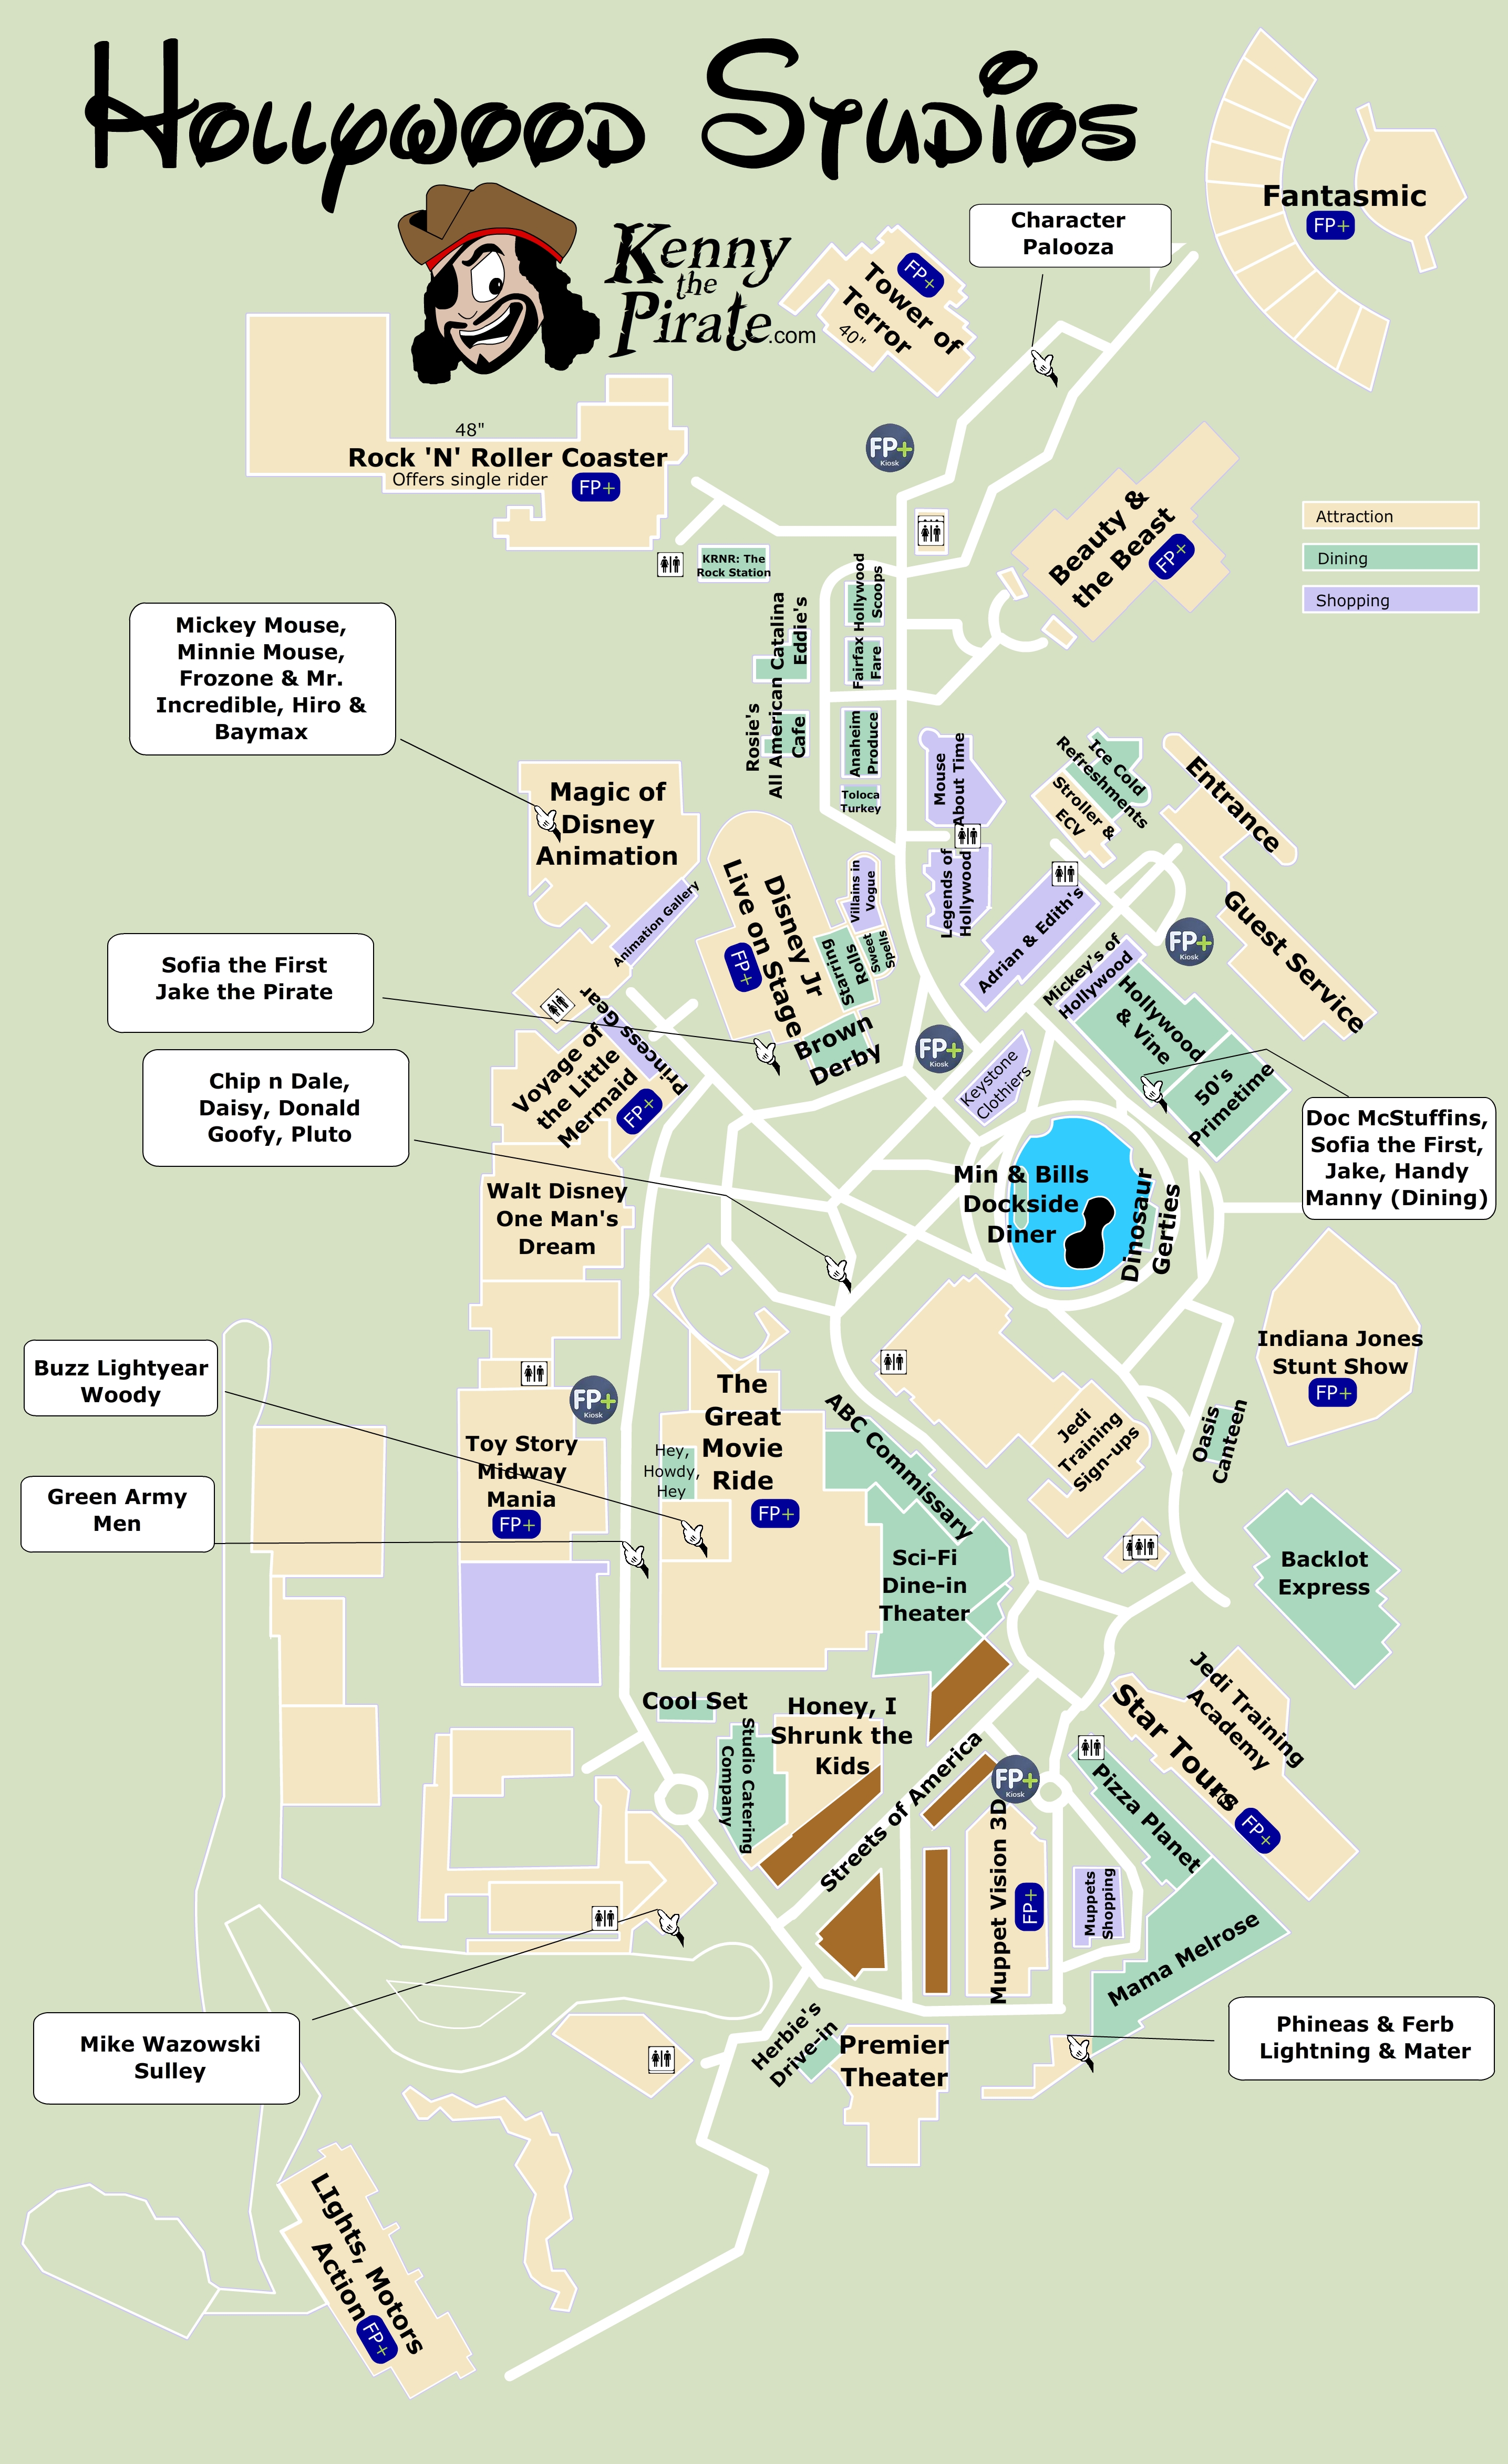 Hollywood Studios
Kenny
the
Pirate.com
Fantasmic
FP+
Character
Palooza
FP+
Tower of
Terror
40"
48"
Rock 'N' Roller Coaster
Offers single rider
FP+
FP+
Kiosk
Beauty &
the Beast
FP+
Attraction
Dining
Shopping
KRNR: The
Rock Station
Hollywood
Scoops
Fairfax
Fare
Catalina
Eddie's
Rosie's
All American
Cafe
Anaheim
Produce
Toloca
Turkey
Mickey Mouse,
Minnie Mouse,
Frozone & Mr.
Incredible, Hiro &
Baymax
Magic of
Disney
Animation
Animation Gallery
Mouse
About Time
Legends of
Hollywood
Ice Cold
Refreshments
Stroller &
ECV
Entrance
Guest Service
Disney Jr
Live on Stage
FP+
Villains in
Vogue
Sweet
Spells
Starring
Rolls
Brown
Derby
Adrian & Edith's
Mickey's of
Hollywood
FP+
Kiosk
Hollywood
& Vine
50's
Primetime
Sofia the First
Jake the Pirate
Princess Gear
Voyage of
the Little
Mermaid
FP+
FP+
Kiosk
Keystone
Clothiers
Chip n Dale,
Daisy, Donald
Goofy, Pluto
Doc McStuffins,
Sofia the First,
Jake, Handy
Manny (Dining)
Walt Disney
One Man's
Dream
Min & Bills
Dockside
Diner
Dinosaur
Gerties
Indiana Jones
Stunt Show
FP+
Buzz Lightyear
Woody
FP+
Kiosk
The
Great
Movie
Ride
FP+
Hey,
Howdy,
Hey
Toy Story
Midway
Mania
FP+
ABC Commissary
Jedi
Training
Sign-ups
Oasis
Canteen
Green Army
Men
Sci-Fi
Dine-in
Theater
Backlot
Express
Cool Set
Honey, I
Shrunk the
Kids
Studio Catering
Company
Streets of America
FP+
Kiosk
Jedi Training
Academy
Star Tours
FP+
Pizza Planet
Muppet Vision 3D
FP+
Muppets
Shopping
Mama Melrose
Mike Wazowski
Sulley
Herbie's
Drive-in
Premier
Theater
Phineas & Ferb
Lightning & Mater
LIghts, Motors
Action
FP+